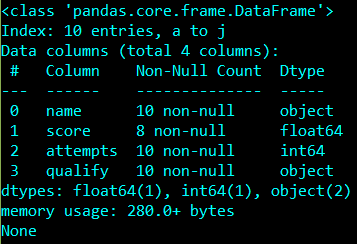 <class 'pandas.core.frame.DataFrame'>
Index: 10 entries, a to j
Data columns (total 4 columns):
 #   Column    Non-Null Count  Dtype
---  ------    --------------  -----
 0   name      10 non-null     object
 1   score     8 non-null      float64
 2   attempts  10 non-null     int64
 3   qualify   10 non-null     object
dtypes: float64(1), int64(1), object(2)
memory usage: 280.0+ bytes
None